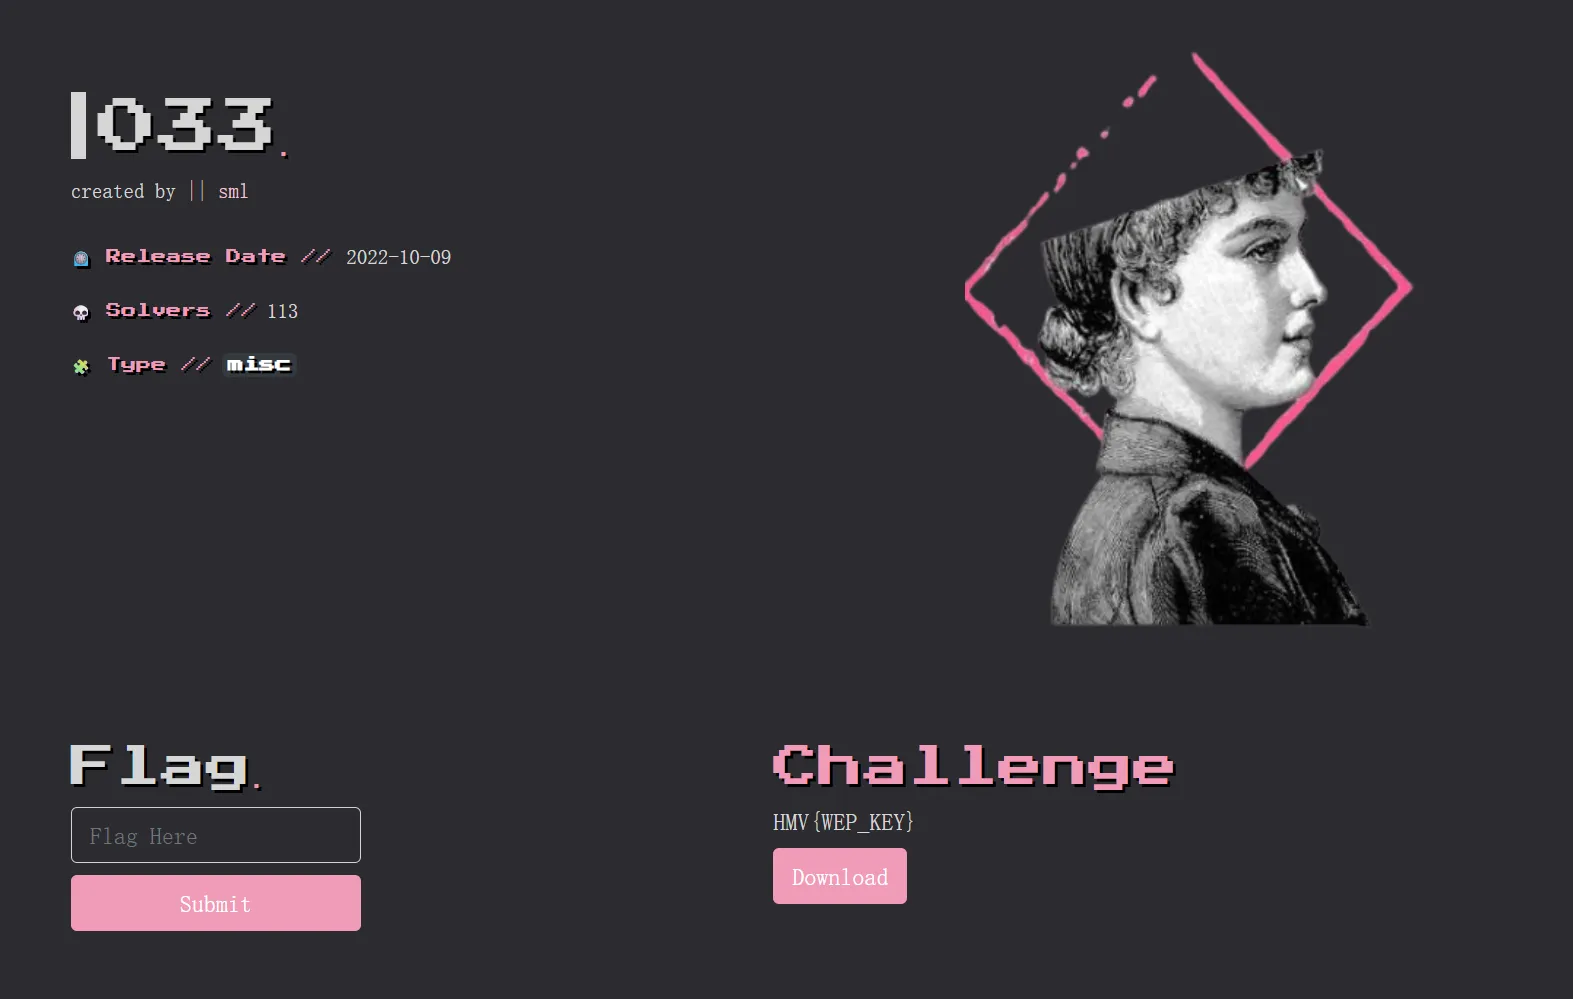 033.
created by || sml
Release Date // 2022-10-09
Solvers // 113
Type // misc
Flag.
Flag Here
Submit
Challenge
HMV{WEP_KEY}
Download